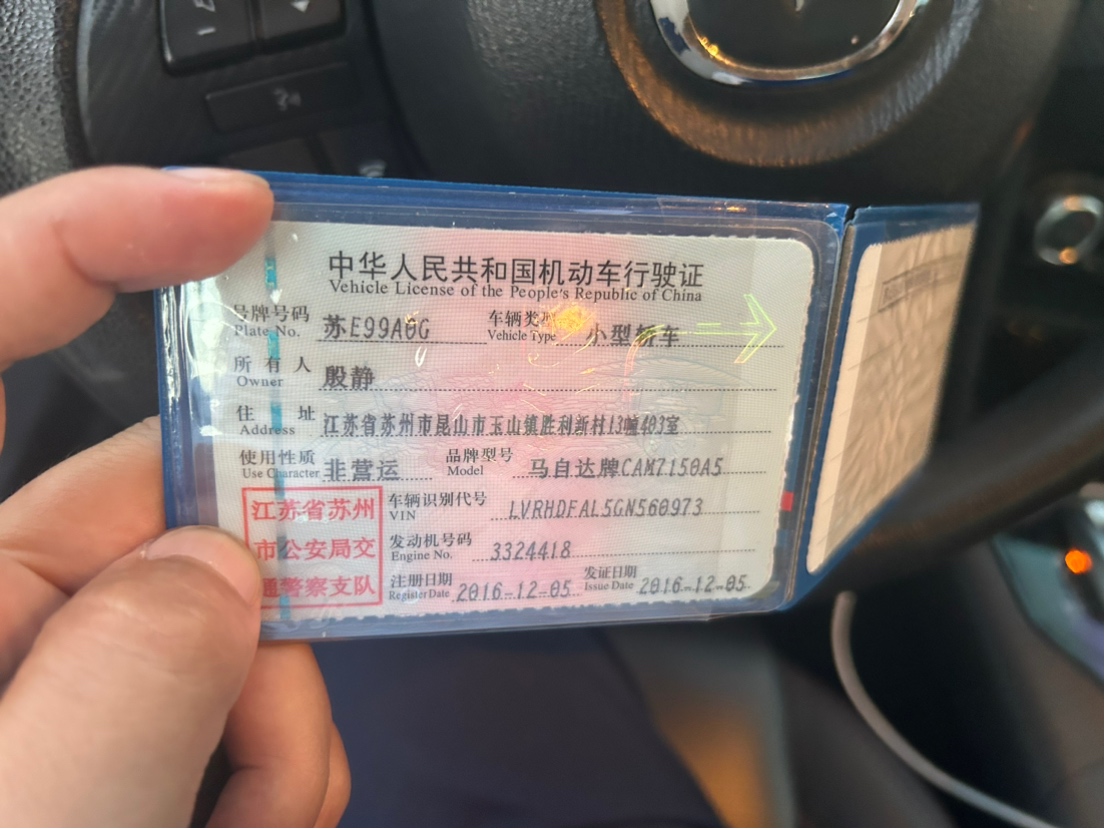 中华人民共和国机动车行驶证
Vehicle License of the People's Republic of China
号牌号码 苏E99A0G 车辆类型 小型轿车
Plate No. Vehicle Type
所有人 殷静
Owner
住址 江苏省苏州市昆山市玉山镇胜利新村13幢403室
Address
使用性质 非营运 品牌型号 马自达牌CAM7150A5
Use Character Model
江苏省苏州
市公安局交
通警察支队
车辆识别代号 LVRHDFAL5GN560973
VIN
发动机号码 3324418
Engine No.
注册日期 2016-12-05 发证日期 2016-12-05
Register Date Issue Date